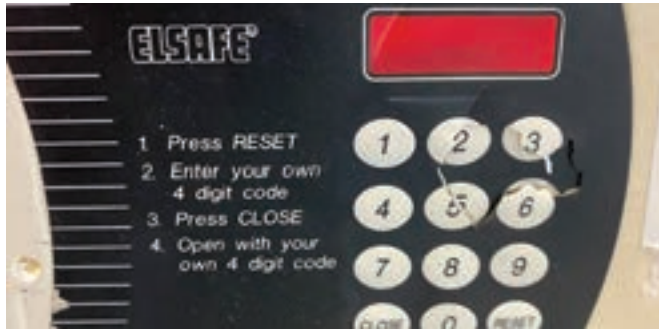 ELSAFE®
1. Press RESET
2. Enter your own
4 digit code
3. Press CLOSE
4. Open with your
own 4 digit code
1 2 3
4 5 6
7 8 9
CLOSE 0 RESET